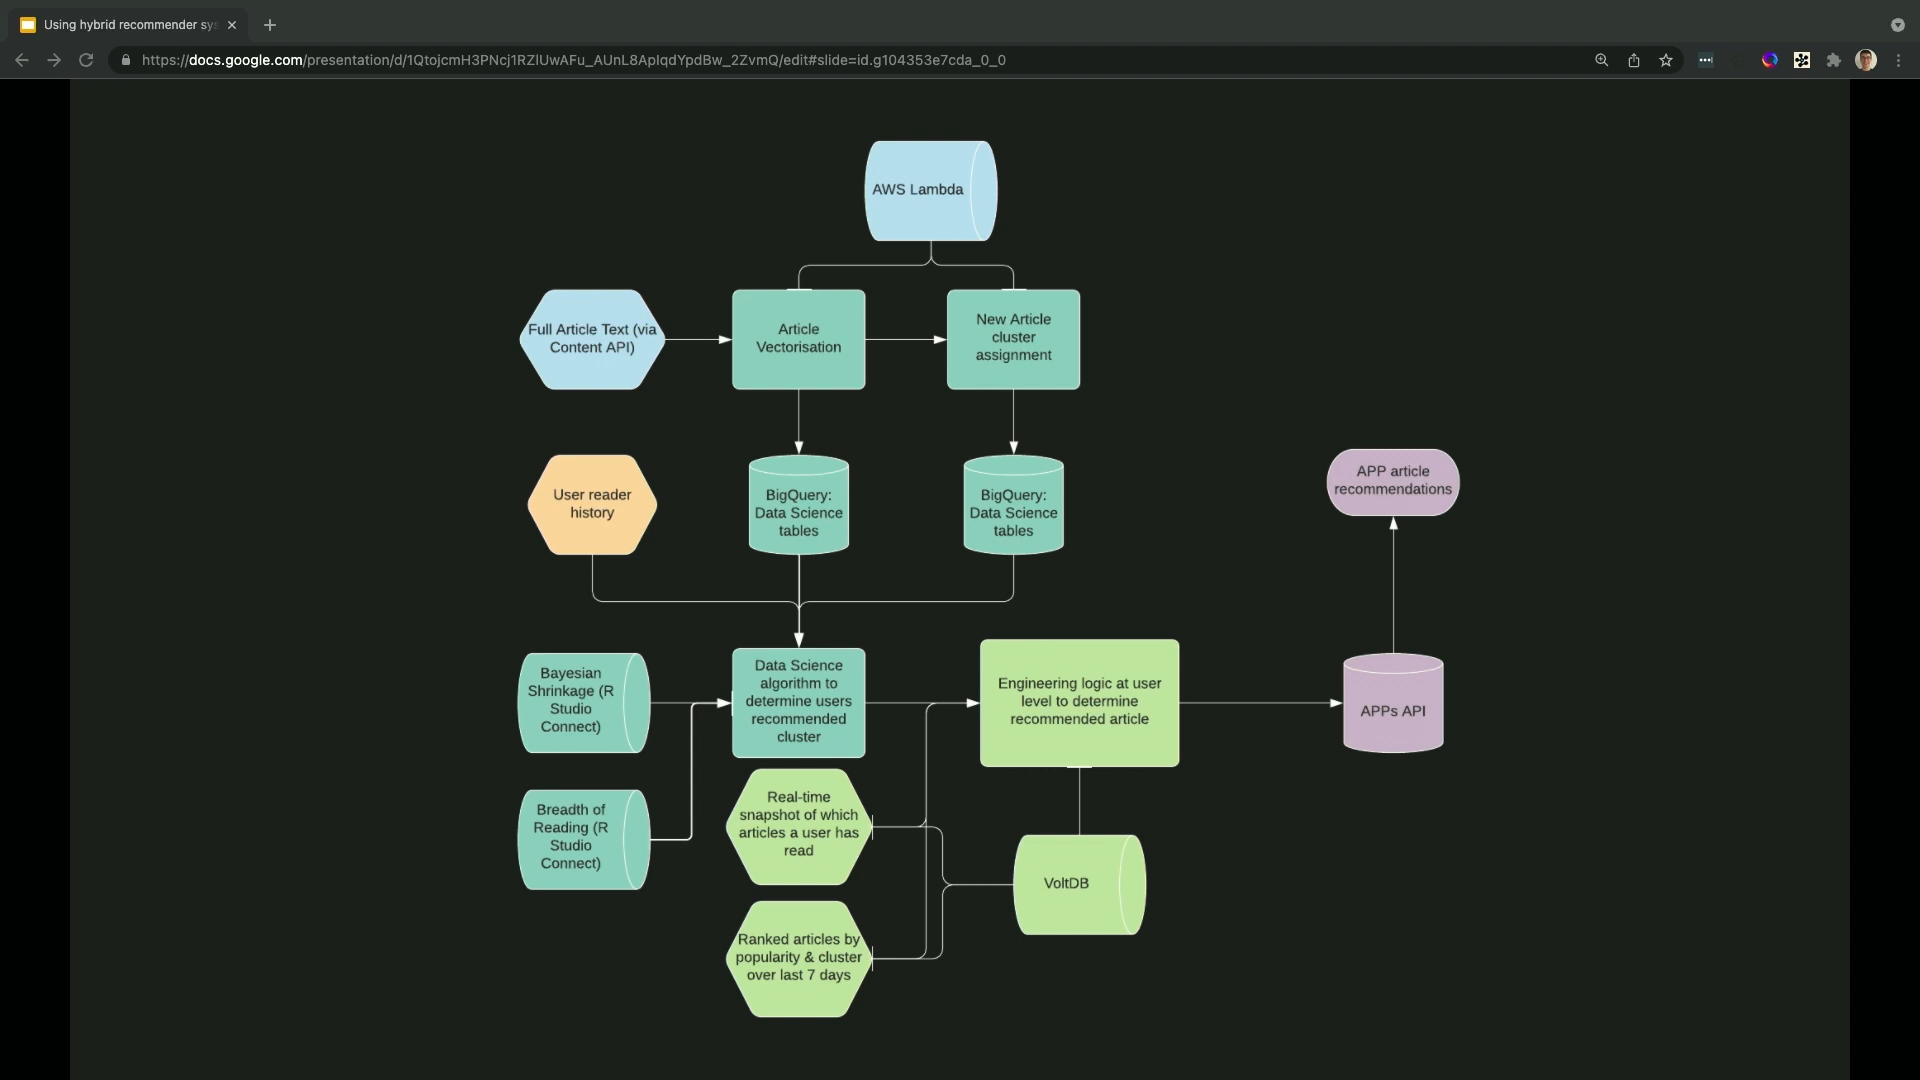 Using hybrid recommender sys
https://docs.google.com/presentation/d/1QtojcmH3PNcj1RZlUwAFu_AUnL8AplqdYpdBw_2ZvmQ/edit#slide=id.g104353e7cda_0_0
AWS Lambda
Full Article Text (via
Content API)
Article
Vectorisation
New Article
cluster
assignment
User reader
history
BigQuery:
Data Science
tables
BigQuery:
Data Science
tables
APP article
recommendations
Bayesian
Shrinkage (R
Studio
Connect)
Data Science
algorithm to
determine users
recommended
cluster
Engineering logic at user
level to determine
recommended article
APPs API
Breadth of
Reading (R
Studio
Connect)
Real-time
snapshot of which
articles a user has
read
VoltDB
Ranked articles by
popularity & cluster
over last 7 days